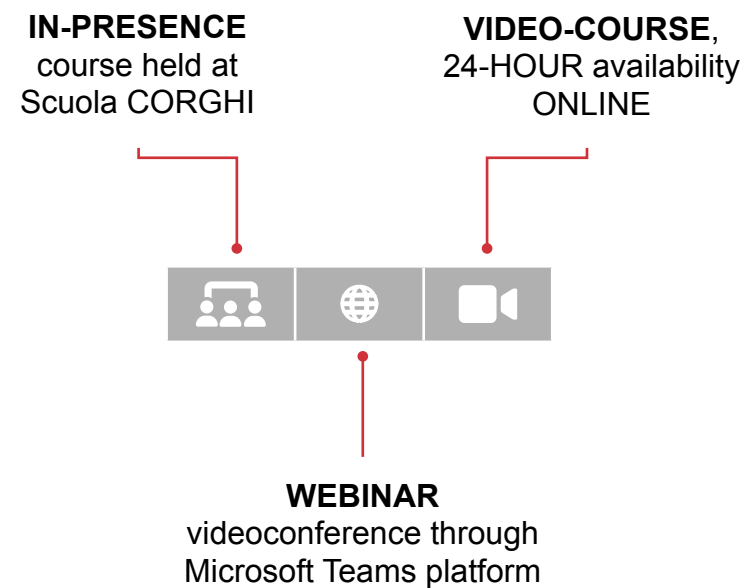 IN-PRESENCE
course held at
Scuola CORGHI
VIDEO-COURSE,
24-HOUR availability
ONLINE
WEBINAR
videoconference through
Microsoft Teams platform